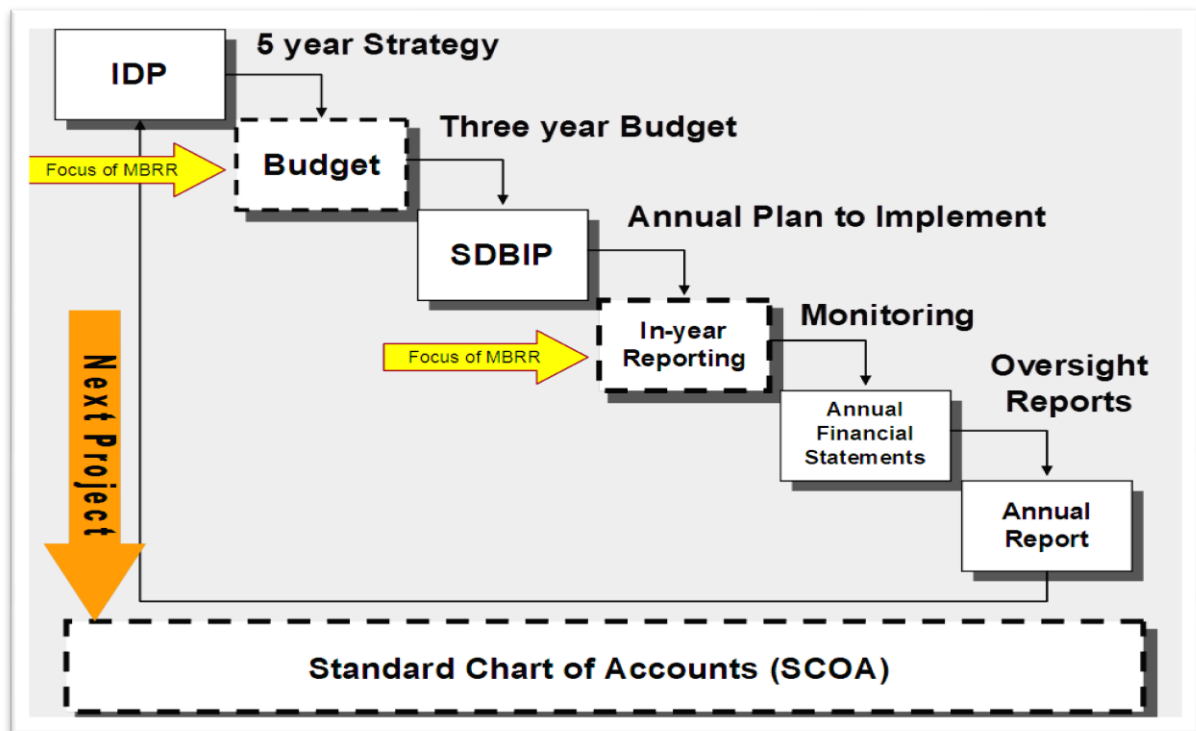 5 year Strategy
IDP
Three year Budget
Focus of MBRR
Budget
Annual Plan to Implement
SDBIP
Monitoring
In-year
Reporting
Focus of MBRR
Oversight
Reports
Annual
Financial
Statements
Next Project
Annual
Report
Standard Chart of Accounts (SCOA)